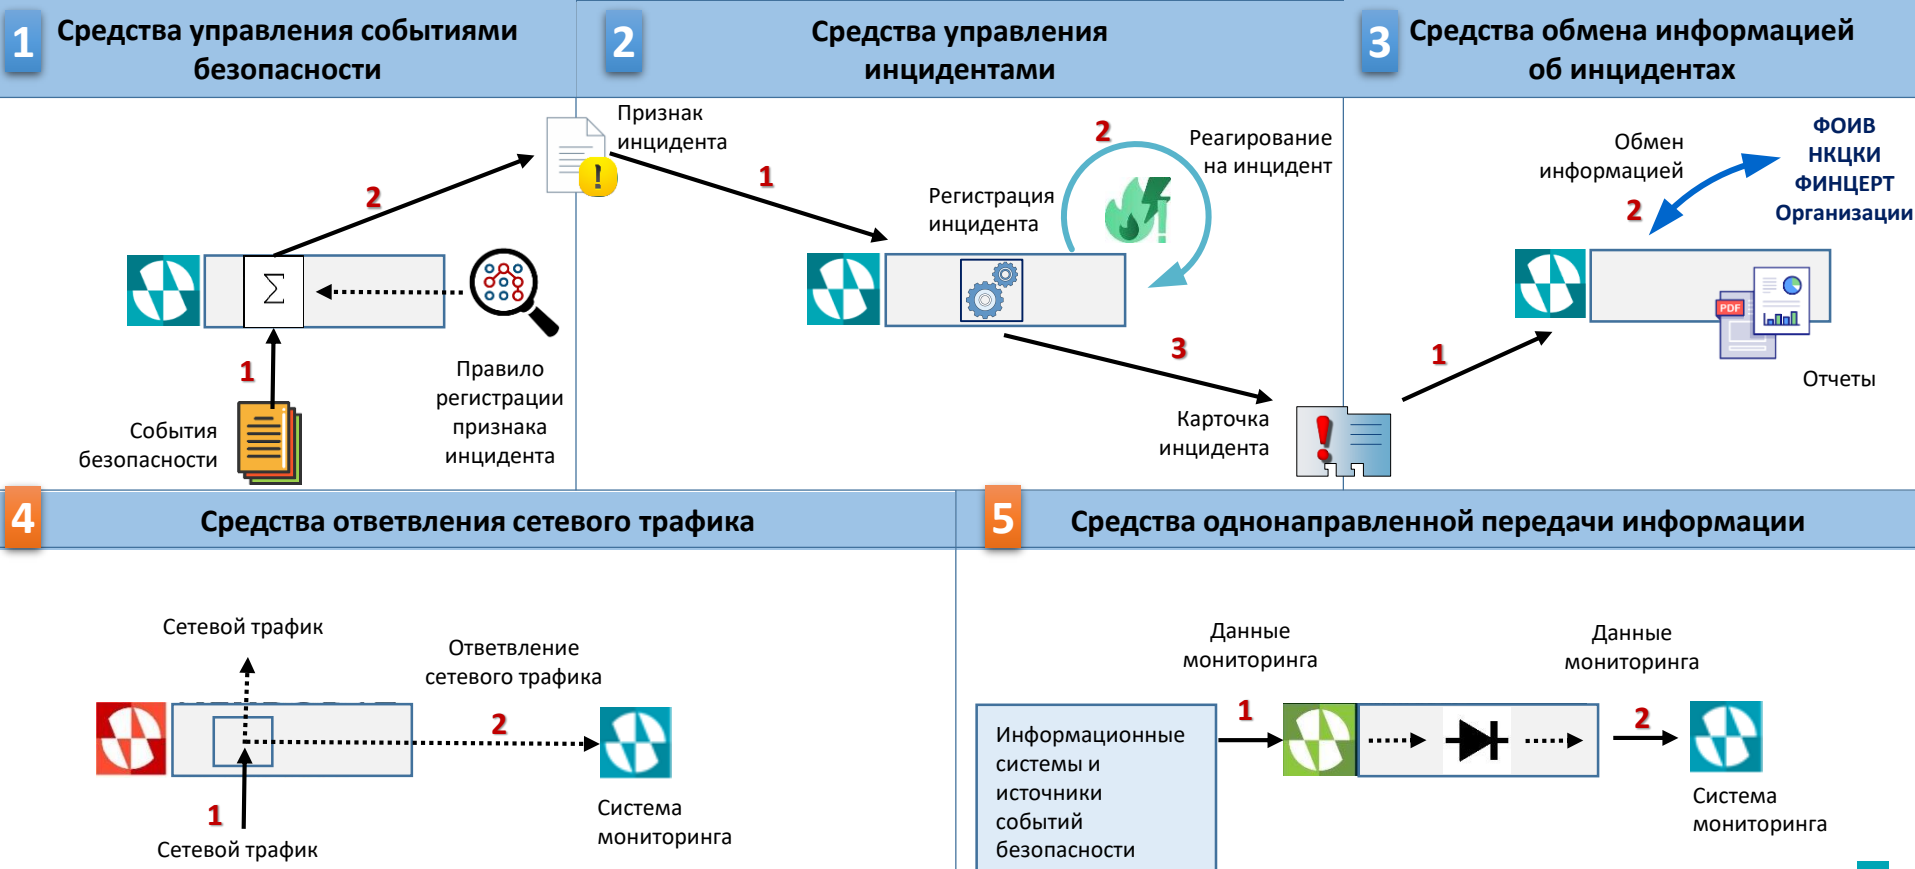 1
Средства управления событиями
безопасности
2
Средства управления
инцидентами
3
Средства обмена информацией
об инцидентах
Признак
инцидента
2
1
2
Реагирование
на инцидент
Регистрация
инцидента
Обмен
информацией
2
ФОИВ
НКЦКИ
ФИНЦЕРТ
Организации
Σ
1
События
безопасности
Правило
регистрации
признака
инцидента
3
Карточка
инцидента
1
PDF
Отчеты
4
Средства ответвления сетевого трафика
5
Средства однонаправленной передачи информации
Сетевой трафик
Ответвление
сетевого трафика
2
1
Сетевой трафик
Система
мониторинга
Данные
мониторинга
Данные
мониторинга
1
2
Информационные
системы и
источники
событий
безопасности
Система
мониторинга